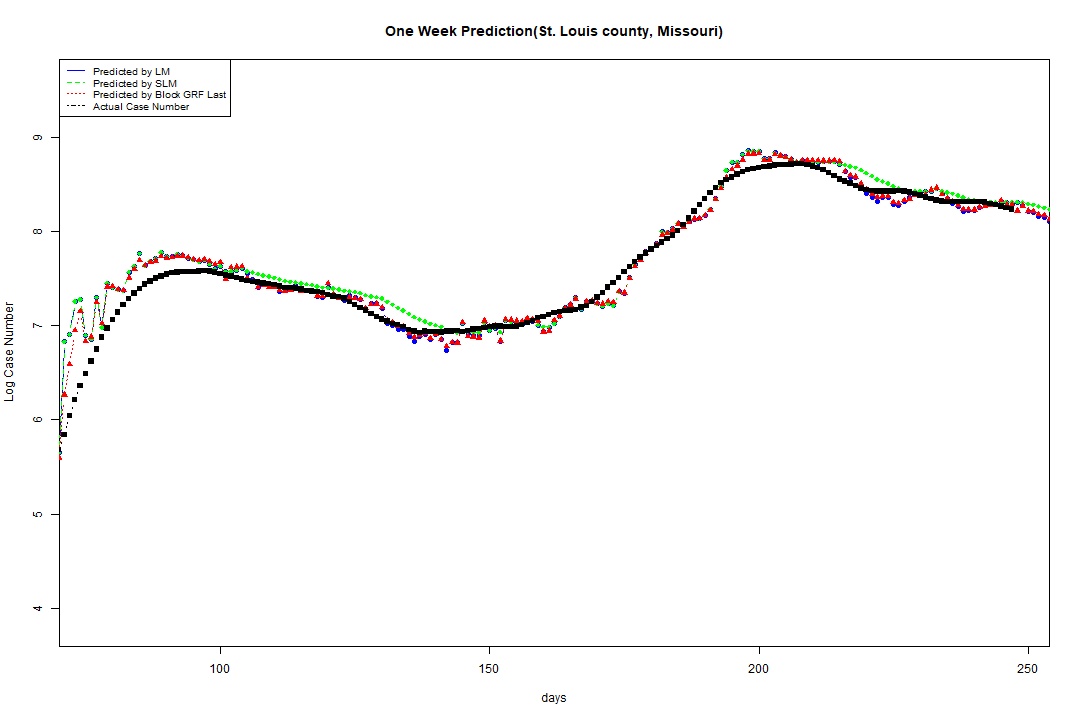 One Week Prediction(St. Louis county, Missouri)
Predicted by LM
Predicted by SLM
Predicted by Block GRF Last
Actual Case Number
9
8
7
6
5
4
Log Case Number
100 150 200 250
days